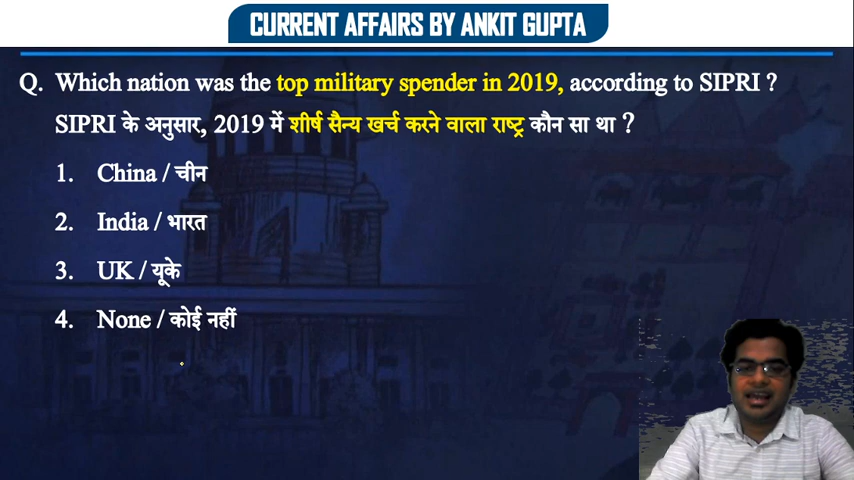 CURRENT AFFAIRS BY ANKIT GUPTA
Q. Which nation was the top military spender in 2019, according to SIPRI ?
SIPRI के अनुसार, 2019 में शीर्ष सैन्य खर्च करने वाला राष्ट्र कौन सा था ?
1. China / चीन
2. India / भारत
3. UK / यूके
4. None / कोई नहीं